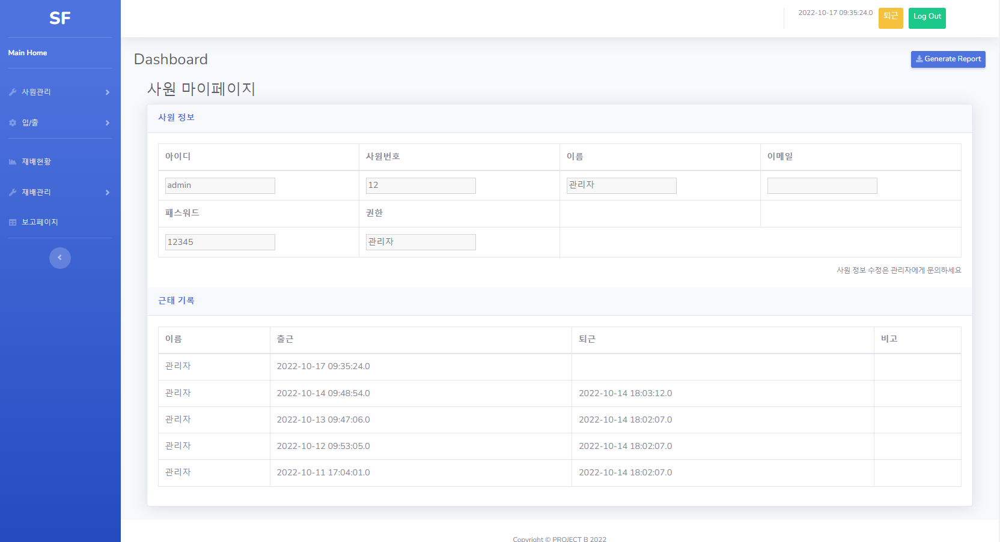 SF
Main Home
사원관리
입/출
재배현황
재배관리
보고페이지
2022-10-17 09:35:24.0 퇴근 Log Out
Dashboard
Generate Report
사원 마이페이지
사원 정보
아이디 사원번호 이름 이메일
admin 12 관리자
패스워드 권한
12345 관리자
사원 정보 수정은 관리자에게 문의하세요
근태 기록
이름 출근 퇴근 비고
관리자 2022-10-17 09:35:24.0
관리자 2022-10-14 09:48:54.0 2022-10-14 18:03:12.0
관리자 2022-10-13 09:47:06.0 2022-10-14 18:02:07.0
관리자 2022-10-12 09:53:05.0 2022-10-14 18:02:07.0
관리자 2022-10-11 17:04:01.0 2022-10-14 18:02:07.0
Copyright © PROJECT B 2022